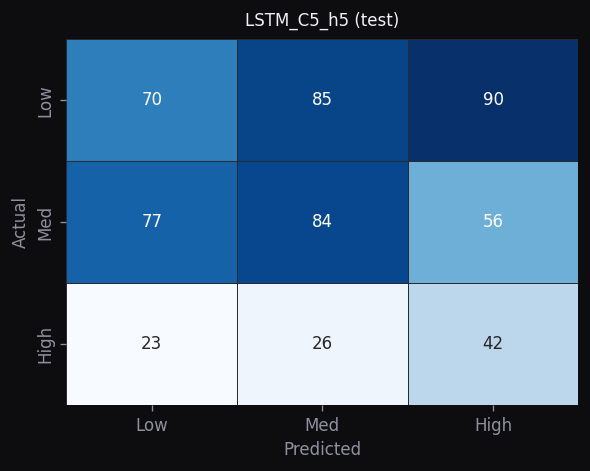 LSTM_C5_h5 (test)
Actual
Low
70
85
90
Med
77
84
56
High
23
26
42
Low
Med
High
Predicted